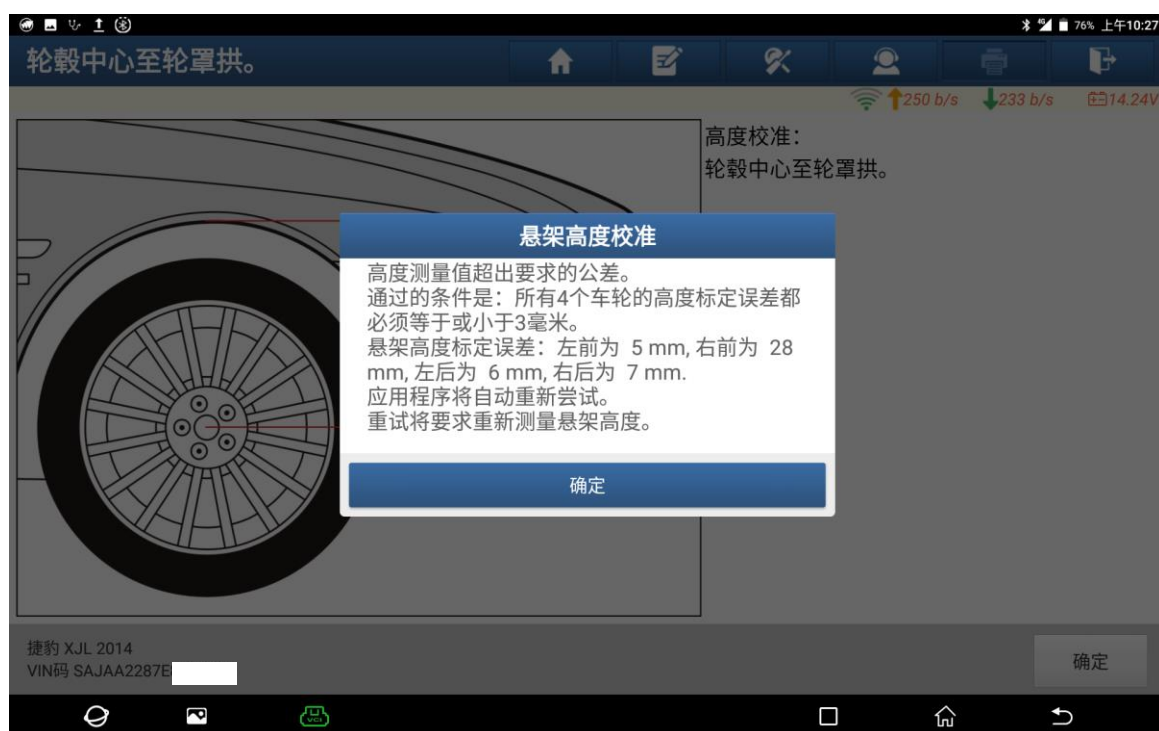 4G 76% 上午10:27
轮毂中心至轮罩拱。
250 b/s 233 b/s 14.24V
高度校准：
轮毂中心至轮罩拱。
悬架高度校准
高度测量值超出要求的公差。
通过的条件是：所有4个车轮的高度标定误差都
必须等于或小于3毫米。
悬架高度标定误差：左前为 5 mm, 右前为 28
mm, 左后为 6 mm, 右后为 7 mm.
应用程序将自动重新尝试。
重试将要求重新测量悬架高度。
确定
捷豹 XJL 2014
VIN码 SAJAA2287E
确定
VCI